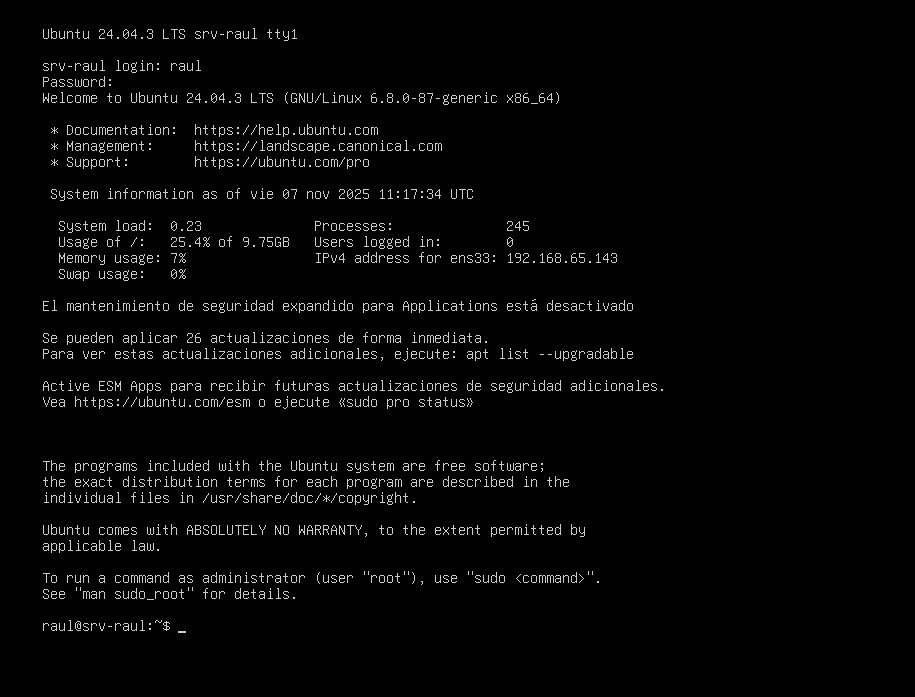 Ubuntu 24.04.3 LTS srv-raul tty1
srv-raul login: raul
Password:
Welcome to Ubuntu 24.04.3 LTS (GNU/Linux 6.8.0-87-generic x86_64)
* Documentation:  https://help.ubuntu.com
* Management:     https://landscape.canonical.com
* Support:        https://ubuntu.com/pro
System information as of vie 07 nov 2025 11:17:34 UTC
System load:  0.23               Processes:              245
Usage of /:   25.4% of 9.75GB   Users logged in:        0
Memory usage: 7%                IPv4 address for ens33: 192.168.65.143
Swap usage:   0%
El mantenimiento de seguridad expandido para Applications está desactivado
Se pueden aplicar 26 actualizaciones de forma inmediata.
Para ver estas actualizaciones adicionales, ejecute: apt list --upgradable
Active ESM Apps para recibir futuras actualizaciones de seguridad adicionales.
Vea https://ubuntu.com/esm o ejecute «sudo pro status»
The programs included with the Ubuntu system are free software;
the exact distribution terms for each program are described in the
individual files in /usr/share/doc/*/copyright.
Ubuntu comes with ABSOLUTELY NO WARRANTY, to the extent permitted by
applicable law.
To run a command as administrator (user "root"), use "sudo <command>".
See "man sudo_root" for details.
raul@srv-raul:~$ _